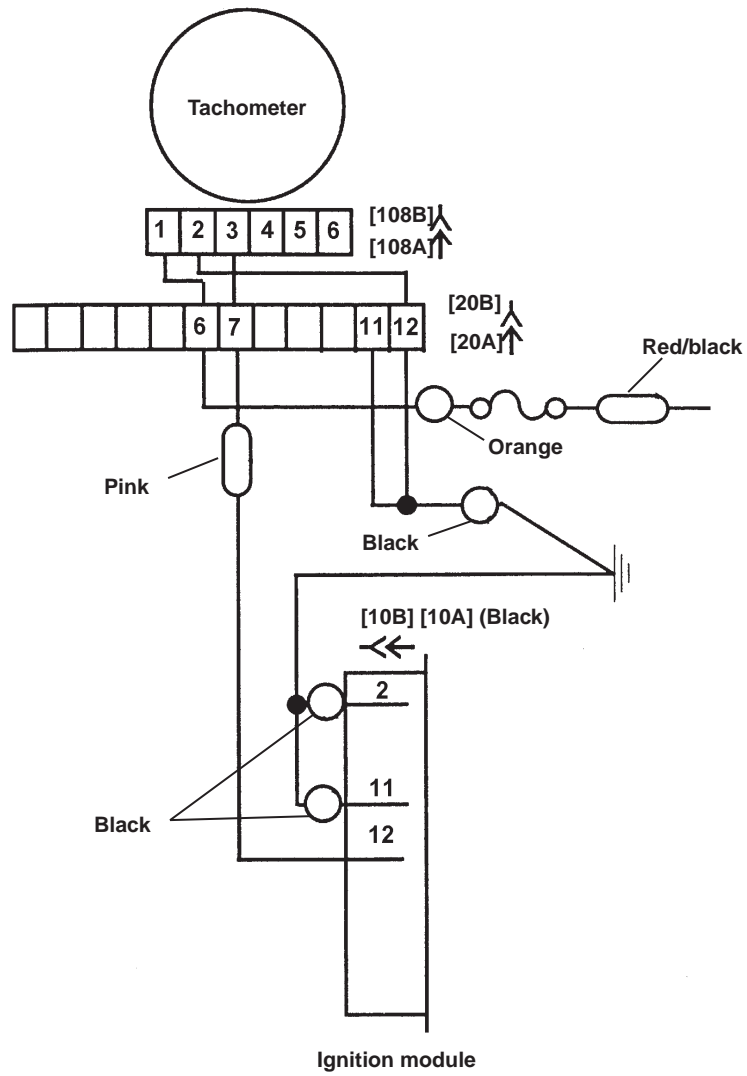 Tachometer
1 2 3 4 5 6
[108B]
[108A]
6 7 11 12
[20B]
[20A]
Red/black
Orange
Pink
Black
[10B] [10A] (Black)
2
11
Black
12
Ignition module